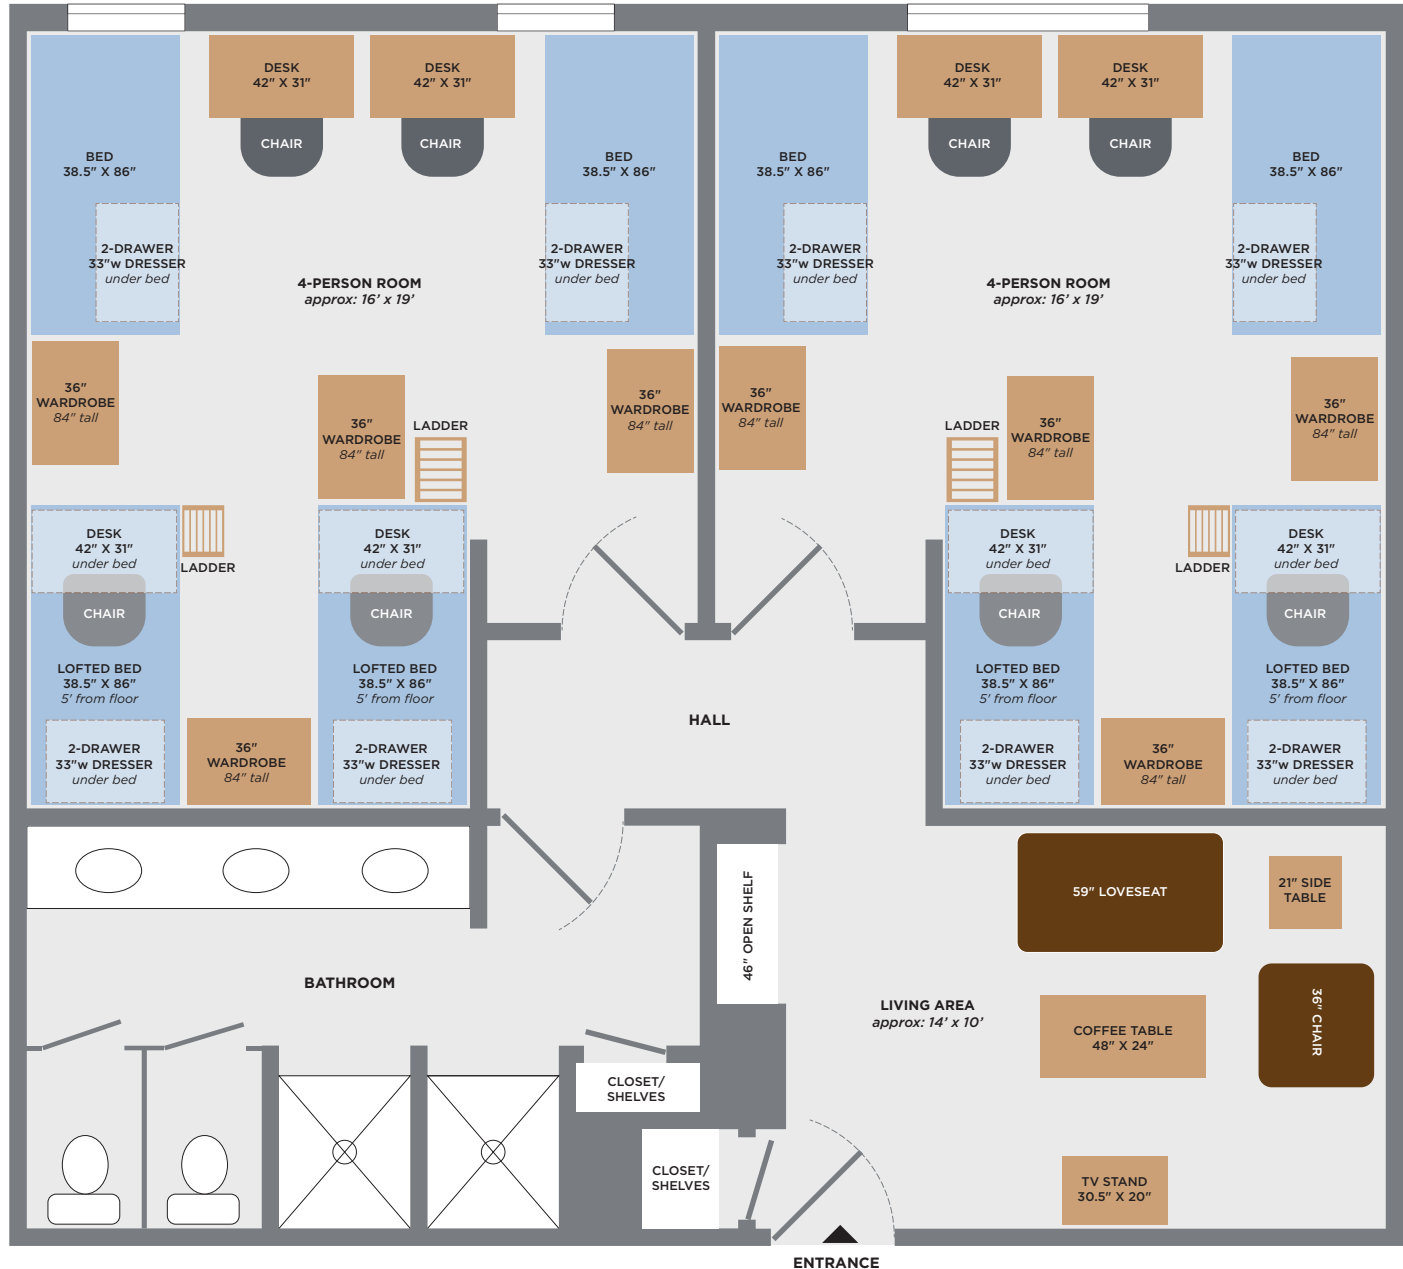 DESK
42" X 31"
DESK
42" X 31"
DESK
42" X 31"
DESK
42" X 31"
CHAIR
CHAIR
CHAIR
CHAIR
BED
38.5" X 86"
BED
38.5" X 86"
BED
38.5" X 86"
BED
38.5" X 86"
2-DRAWER
33"w DRESSER
under bed
2-DRAWER
33"w DRESSER
under bed
2-DRAWER
33"w DRESSER
under bed
2-DRAWER
33"w DRESSER
under bed
4-PERSON ROOM
approx: 16’ x 19’
4-PERSON ROOM
approx: 16’ x 19’
36"
WARDROBE
84" tall
36"
WARDROBE
84" tall
LADDER
36"
WARDROBE
84" tall
36"
WARDROBE
84" tall
LADDER
36"
WARDROBE
84" tall
36"
WARDROBE
84" tall
DESK
42" X 31"
under bed
LADDER
DESK
42" X 31"
under bed
DESK
42" X 31"
under bed
LADDER
DESK
42" X 31"
under bed
CHAIR
CHAIR
CHAIR
CHAIR
LOFTED BED
38.5" X 86"
5' from floor
LOFTED BED
38.5" X 86"
5' from floor
LOFTED BED
38.5" X 86"
5' from floor
LOFTED BED
38.5" X 86"
5' from floor
HALL
2-DRAWER
33"w DRESSER
under bed
36"
WARDROBE
84" tall
2-DRAWER
33"w DRESSER
under bed
2-DRAWER
33"w DRESSER
under bed
36"
WARDROBE
84" tall
2-DRAWER
33"w DRESSER
under bed
59" LOVESEAT
21" SIDE
TABLE
46" OPEN SHELF
BATHROOM
LIVING AREA
approx: 14’ x 10’
COFFEE TABLE
48" X 24"
36" CHAIR
CLOSET/
SHELVES
CLOSET/
SHELVES
TV STAND
30.5" X 20"
ENTRANCE